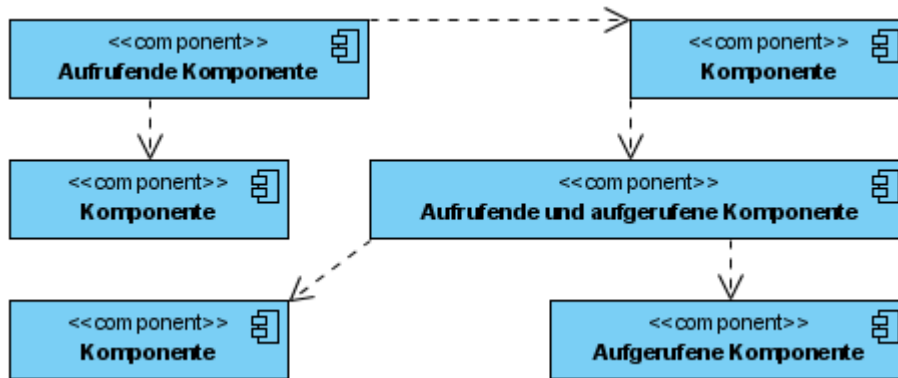 <<component>>
Aufrufende Komponente
<<component>>
Komponente
<<component>>
Komponente
<<component>>
Aufrufende und aufgerufene Komponente
<<component>>
Komponente
<<component>>
Aufgerufene Komponente